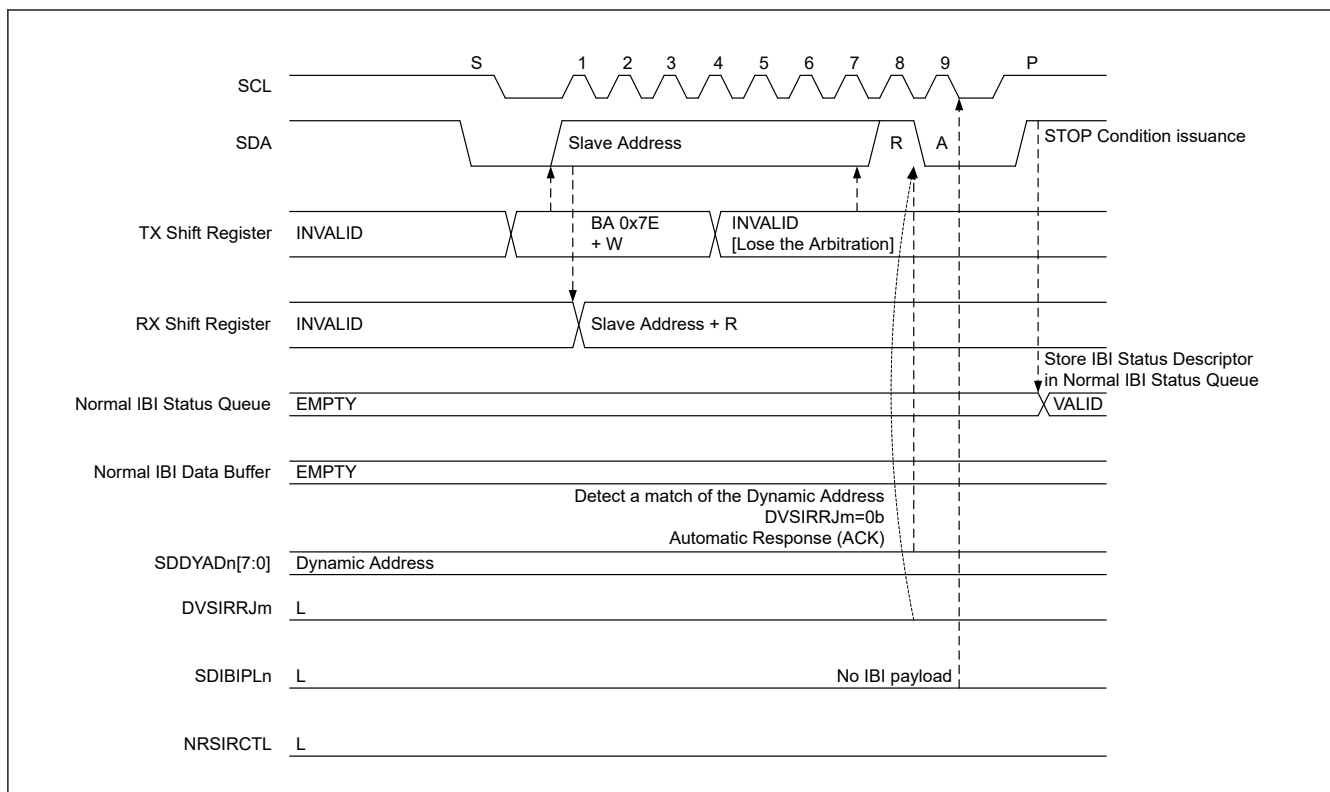 S 1 2 3 4 5 6 7 8 9 P
SCL
SDA Slave Address R A STOP Condition issuance
TX Shift Register INVALID BA 0x7E INVALID
+ W [Lose the Arbitration]
RX Shift Register INVALID Slave Address + R
Store IBI Status Descriptor
in Normal IBI Status Queue
Normal IBI Status Queue EMPTY VALID
Normal IBI Data Buffer EMPTY
Detect a match of the Dynamic Address
DVSIRRJm=0b
Automatic Response (ACK)
SDDYADn[7:0] Dynamic Address
DVSIRRJm L
SDIBIPLn L No IBI payload
NRSIRCTL L